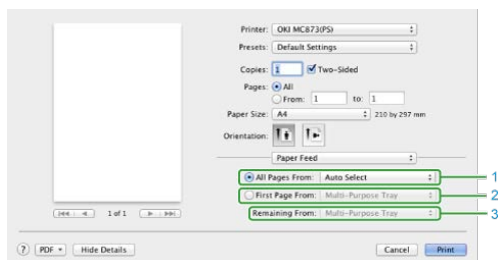 Printer: OKI MC873(PS)
Presets: Default Settings
Copies: 1 Two-Sided
Pages: All
From: 1 to: 1
Paper Size: A4 210 by 297 mm
Orientation:
Paper Feed
All Pages From: Auto Select 1
First Page From: Multi-Purpose Tray 2
Remaining From: Multi-Purpose Tray 3
1 of 1
? PDF Hide Details Cancel Print